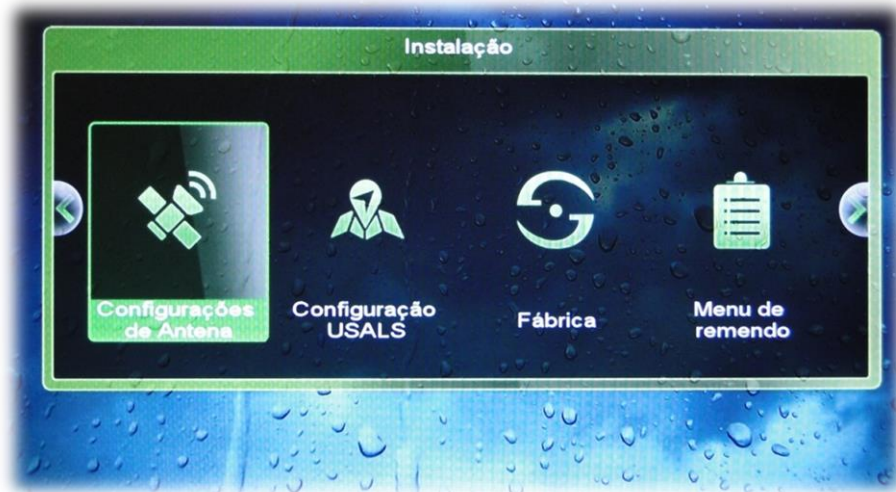 Instalação
Configurações
de Antena
Configuração
USALS
Fábrica
Menu de
remendo